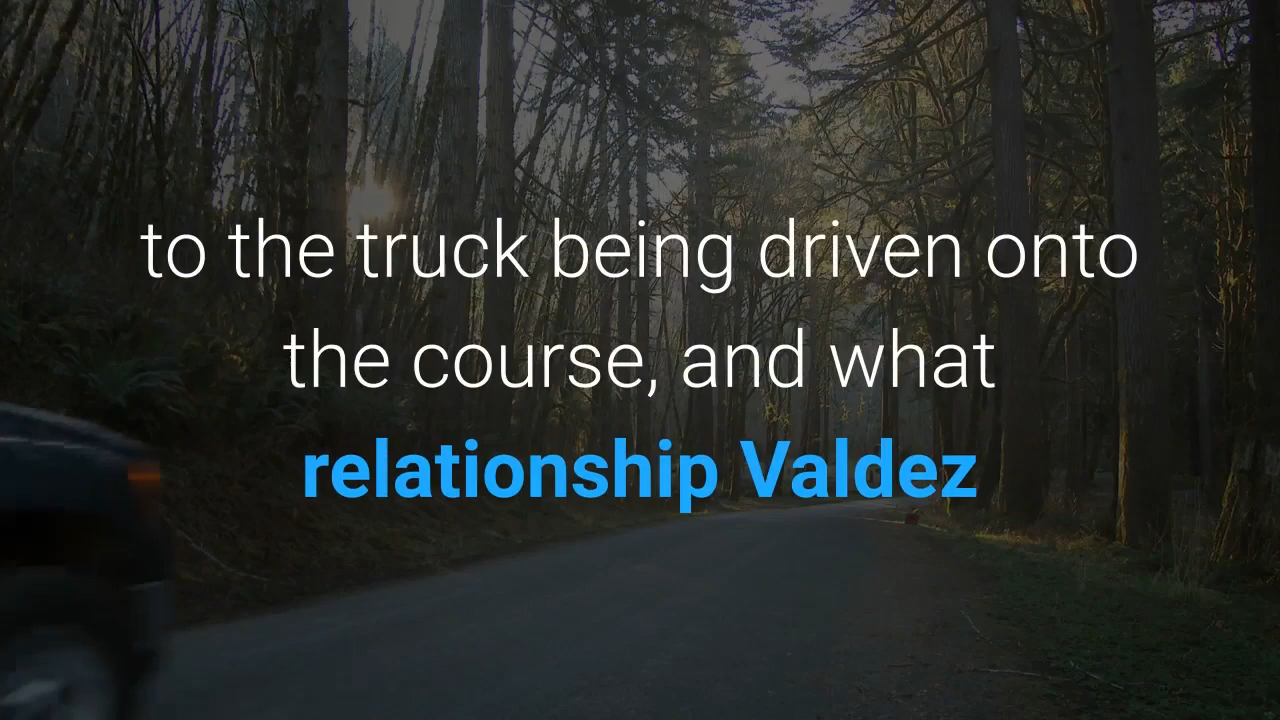 to the truck being driven onto
the course, and what
relationship Valdez